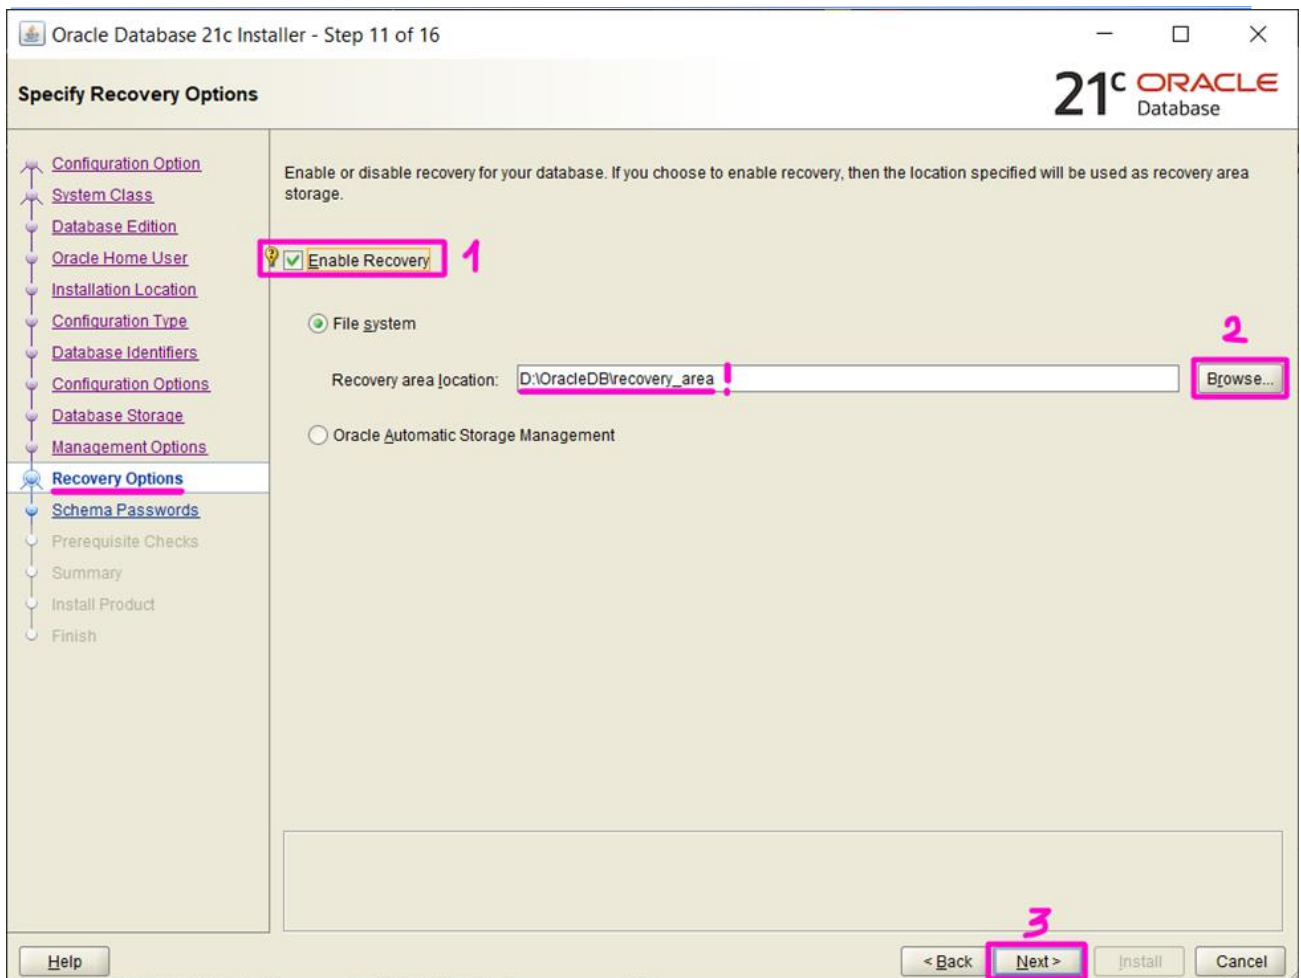 Oracle Database 21c Installer - Step 11 of 16
Specify Recovery Options
21c ORACLE
Database
Configuration Option
System Class
Database Edition
Oracle Home User
Installation Location
Configuration Type
Database Identifiers
Configuration Options
Database Storage
Management Options
Recovery Options
Schema Passwords
Prerequisite Checks
Summary
Install Product
Finish
Enable or disable recovery for your database. If you choose to enable recovery, then the location specified will be used as recovery area
storage.
Enable Recovery 1
File system
2
Recovery area location: D:\OracleDB\recovery_area ! Browse...
Oracle Automatic Storage Management
3
Help < Back Next > Install Cancel